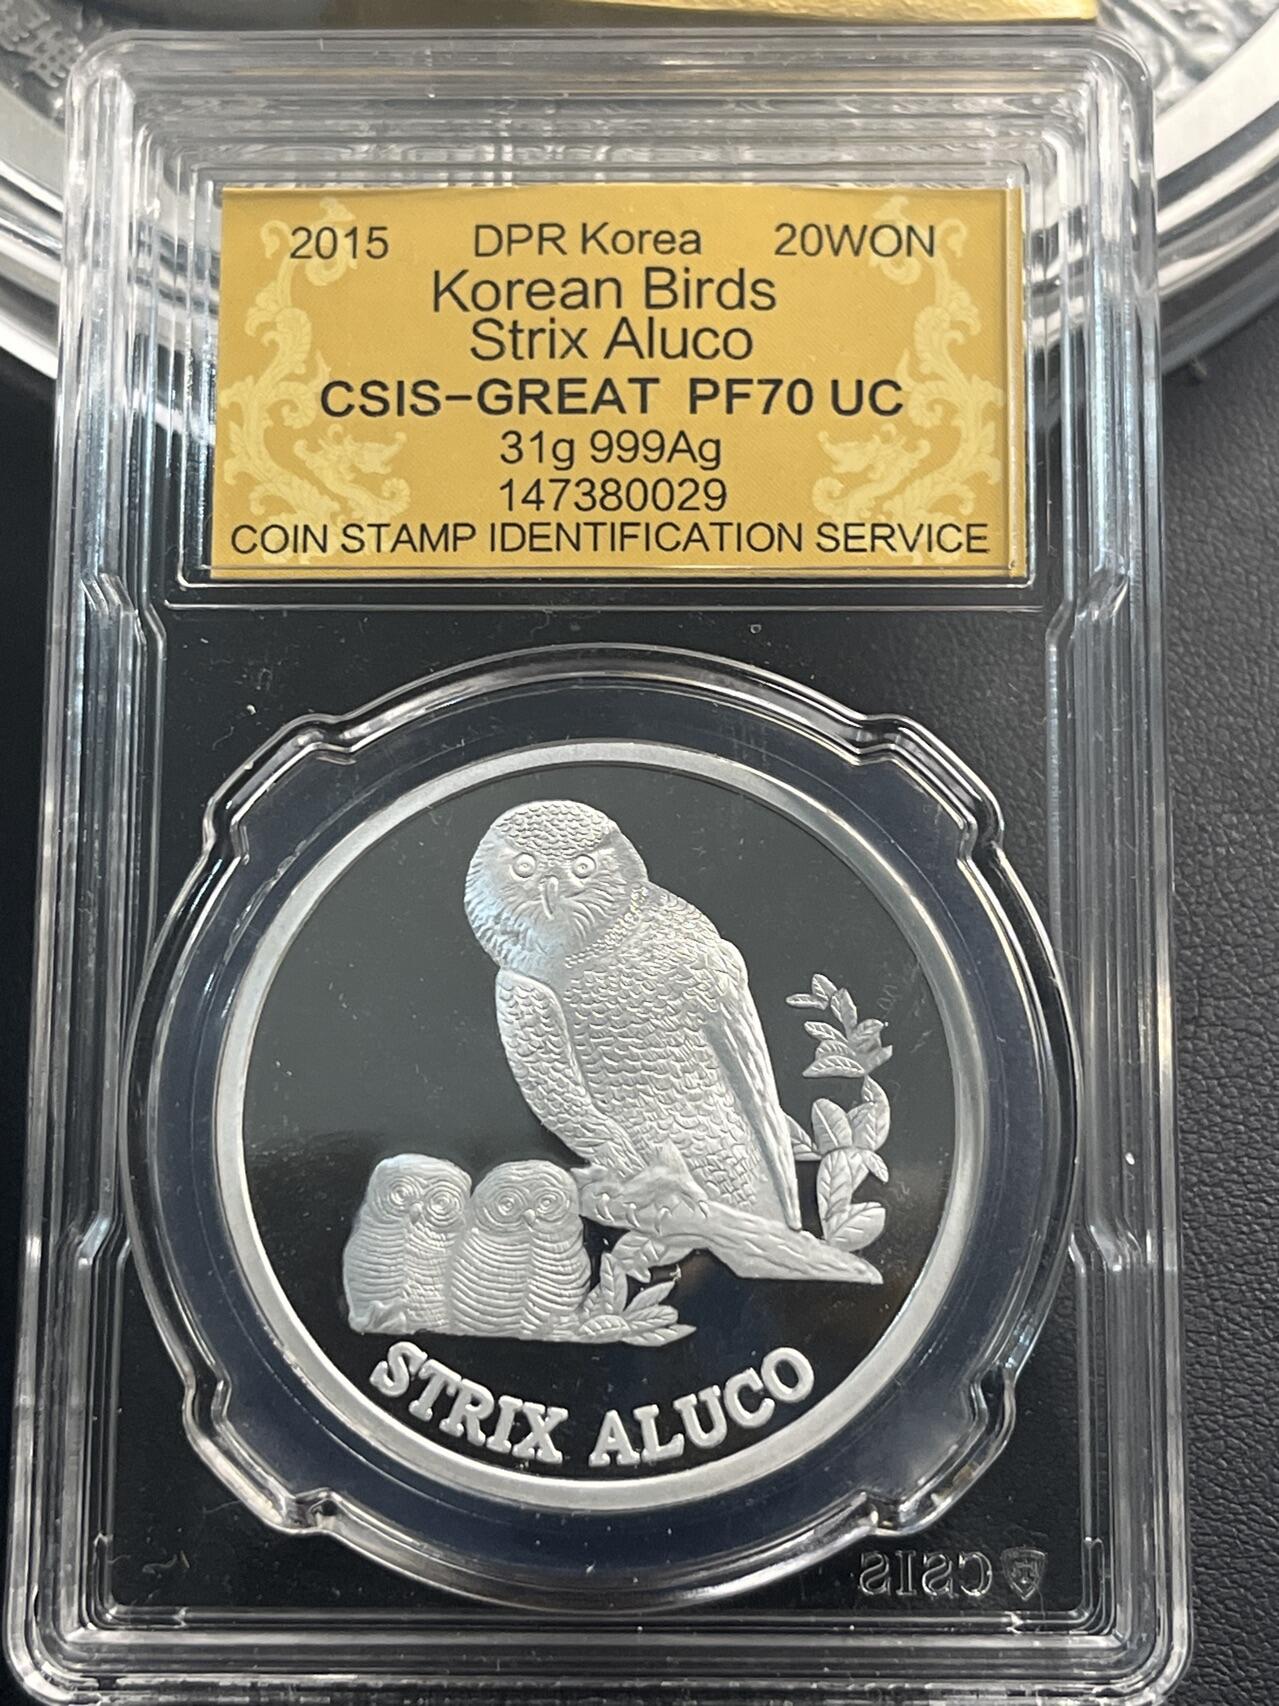 2015 DPR Korea 20WON
Korean Birds
Strix Aluco
CSIS-GREAT PF70 UC
31g 999Ag
147380029
COIN STAMP IDENTIFICATION SERVICE
STRIX ALUCO
CSIS